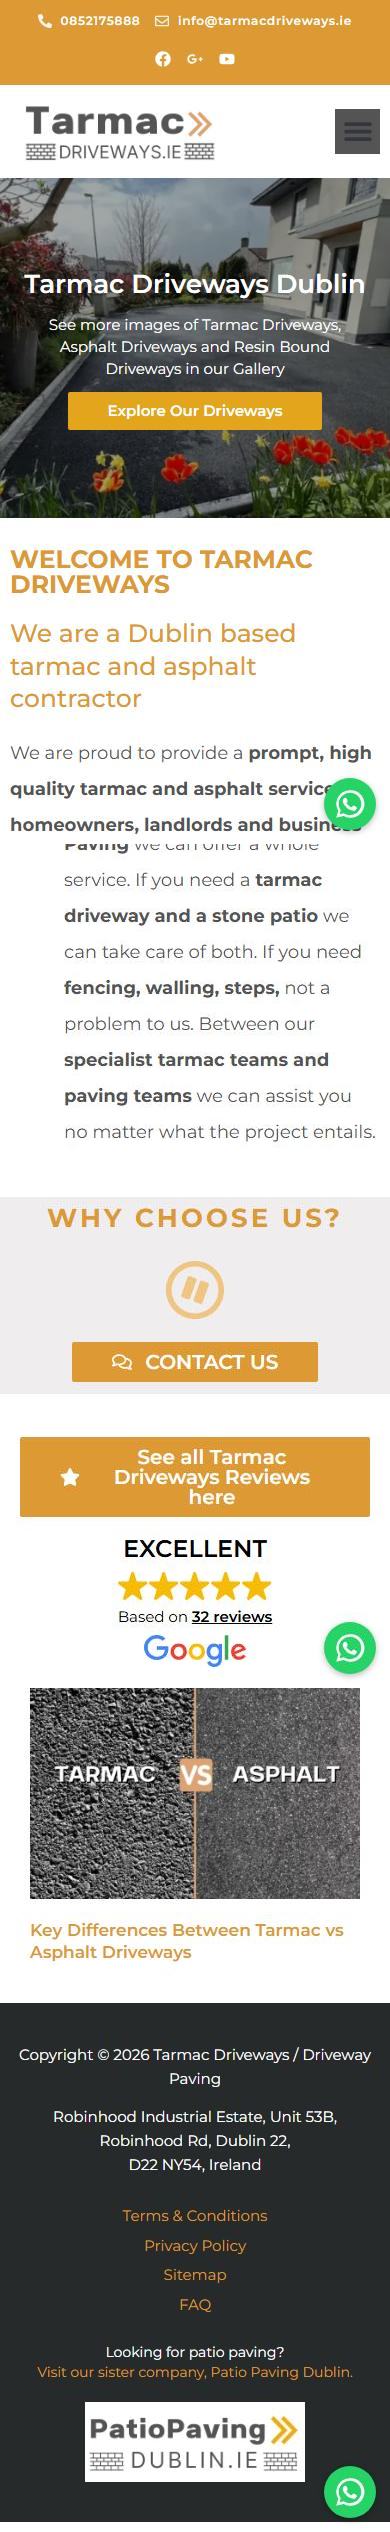 0852175888 info@tarmacdriveways.ie
Tarmac
DRIVEWAYS.IE
Tarmac Driveways Dublin
See more images of Tarmac Driveways,
Asphalt Driveways and Resin Bound
Driveways in our Gallery
Explore Our Driveways
WELCOME TO TARMAC
DRIVEWAYS
We are a Dublin based
tarmac and asphalt
contractor
We are proud to provide a prompt, high
quality tarmac and asphalt service
homeowners, landlords and business
Paving we can offer a whole
service. If you need a tarmac
driveway and a stone patio we
can take care of both. If you need
fencing, walling, steps, not a
problem to us. Between our
specialist tarmac teams and
paving teams we can assist you
no matter what the project entails.
WHY CHOOSE US?
CONTACT US
See all Tarmac
Driveways Reviews
here
EXCELLENT
Based on 32 reviews
Google
TARMAC VS ASPHALT
Key Differences Between Tarmac vs
Asphalt Driveways
Copyright © 2026 Tarmac Driveways / Driveway
Paving
Robinhood Industrial Estate, Unit 53B,
Robinhood Rd, Dublin 22,
D22 NY54, Ireland
Terms & Conditions
Privacy Policy
Sitemap
FAQ
Looking for patio paving?
Visit our sister company, Patio Paving Dublin.
PatioPaving
DUBLIN.IE